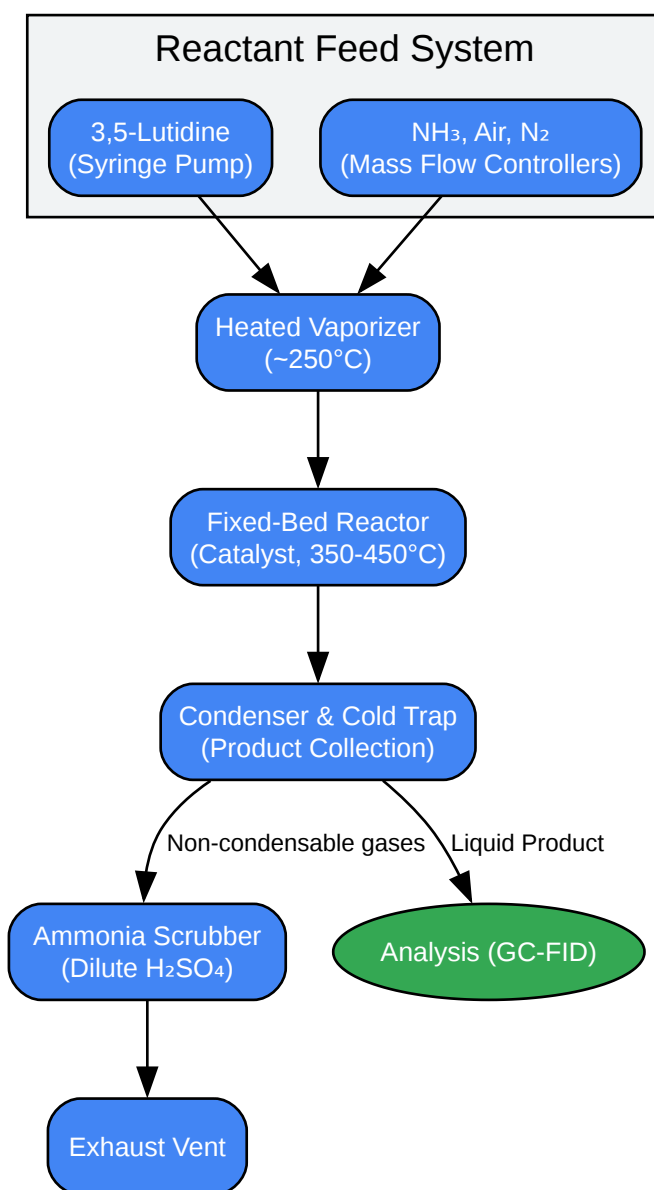 Reactant Feed System
3,5-Lutidine
(Syringe Pump)
NH₃, Air, N₂
(Mass Flow Controllers)
Heated Vaporizer
(~250°C)
Fixed-Bed Reactor
(Catalyst, 350-450°C)
Condenser & Cold Trap
(Product Collection)
Non-condensable gases
Liquid Product
Ammonia Scrubber
(Dilute H₂SO₄)
Analysis (GC-FID)
Exhaust Vent